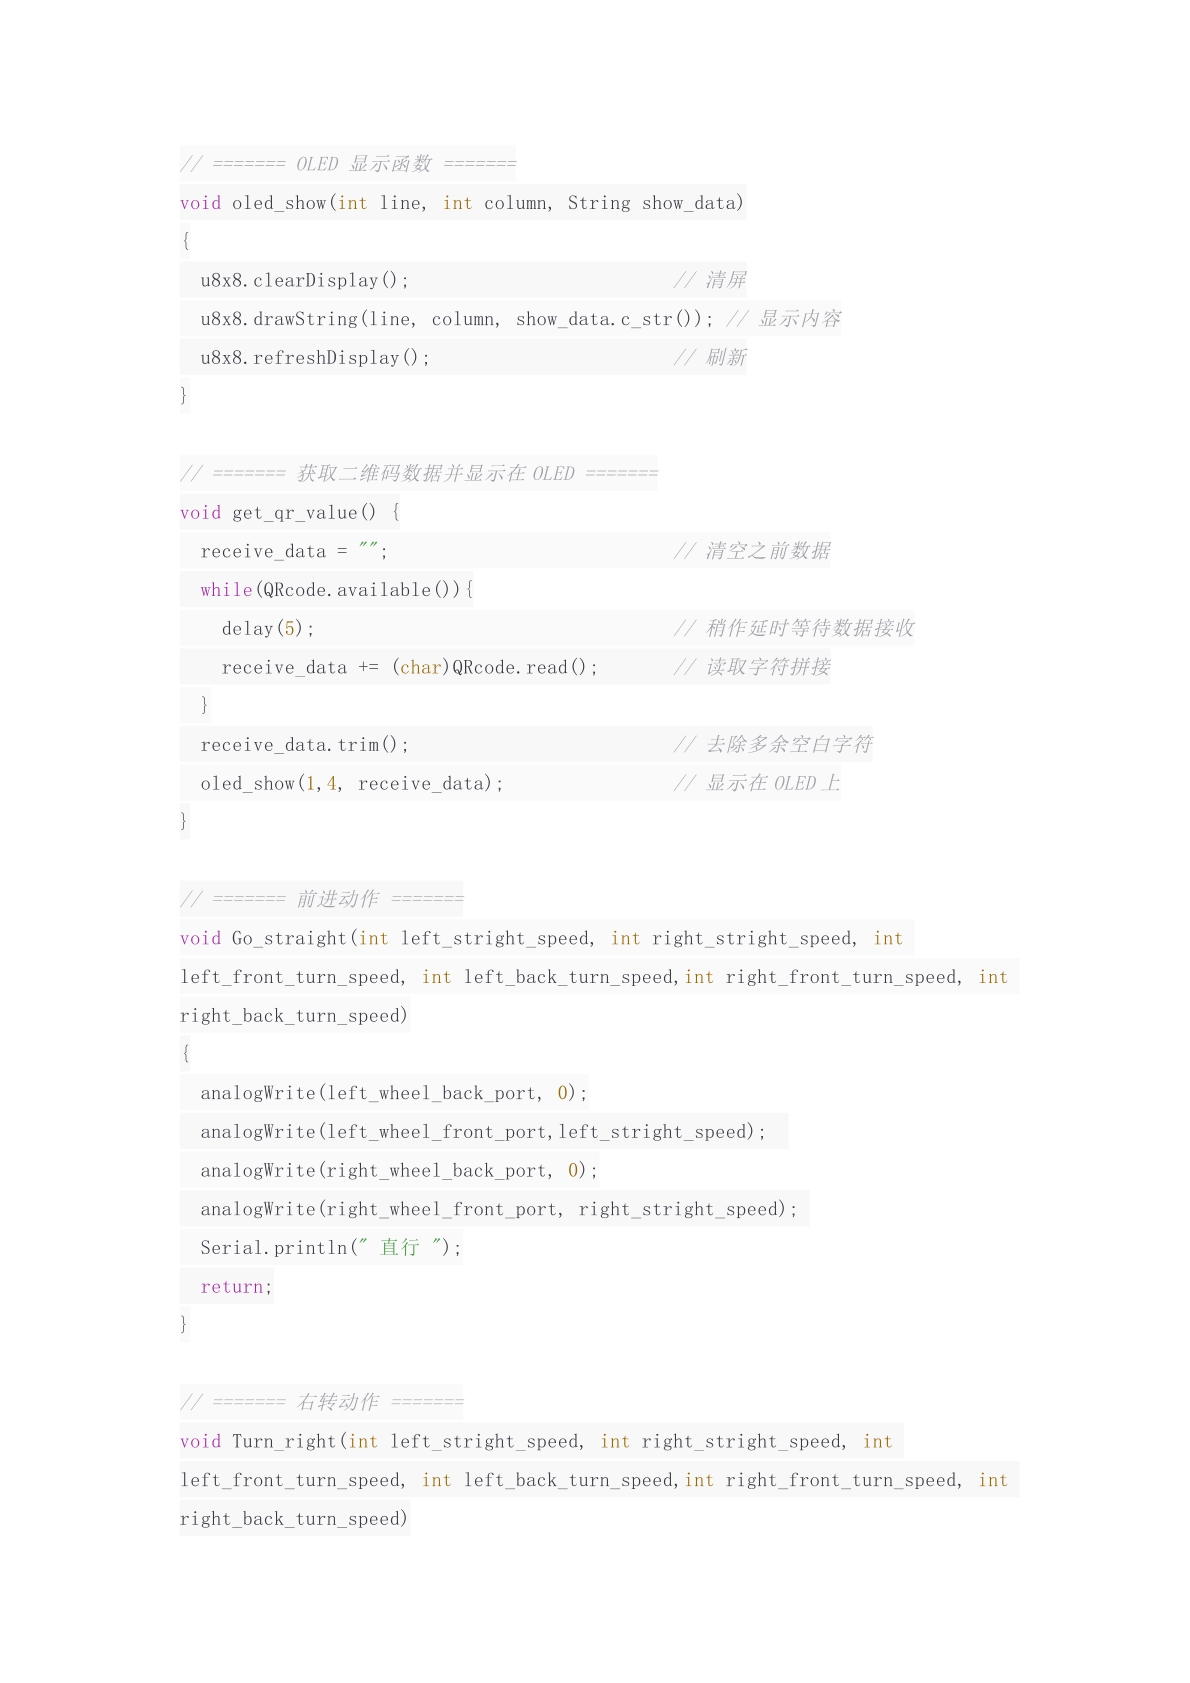 // ======= OLED 显示函数 =======
void oled_show(int line, int column, String show_data)
{
  u8x8.clearDisplay();                         // 清屏
  u8x8.drawString(line, column, show_data.c_str()); // 显示内容
  u8x8.refreshDisplay();                       // 刷新
}

// ======= 获取二维码数据并显示在 OLED =======
void get_qr_value() {
  receive_data = "";                           // 清空之前数据
  while(QRcode.available()){
    delay(5);                                  // 稍作延时等待数据接收
    receive_data += (char)QRcode.read();       // 读取字符拼接
  }
  receive_data.trim();                         // 去除多余空白字符
  oled_show(1,4, receive_data);                // 显示在 OLED 上
}

// ======= 前进动作 =======
void Go_straight(int left_stright_speed, int right_stright_speed, int
left_front_turn_speed, int left_back_turn_speed,int right_front_turn_speed, int
right_back_turn_speed)
{
  analogWrite(left_wheel_back_port, 0);
  analogWrite(left_wheel_front_port,left_stright_speed);
  analogWrite(right_wheel_back_port, 0);
  analogWrite(right_wheel_front_port, right_stright_speed);
  Serial.println(" 直行 ");
  return;
}

// ======= 右转动作 =======
void Turn_right(int left_stright_speed, int right_stright_speed, int
left_front_turn_speed, int left_back_turn_speed,int right_front_turn_speed, int
right_back_turn_speed)